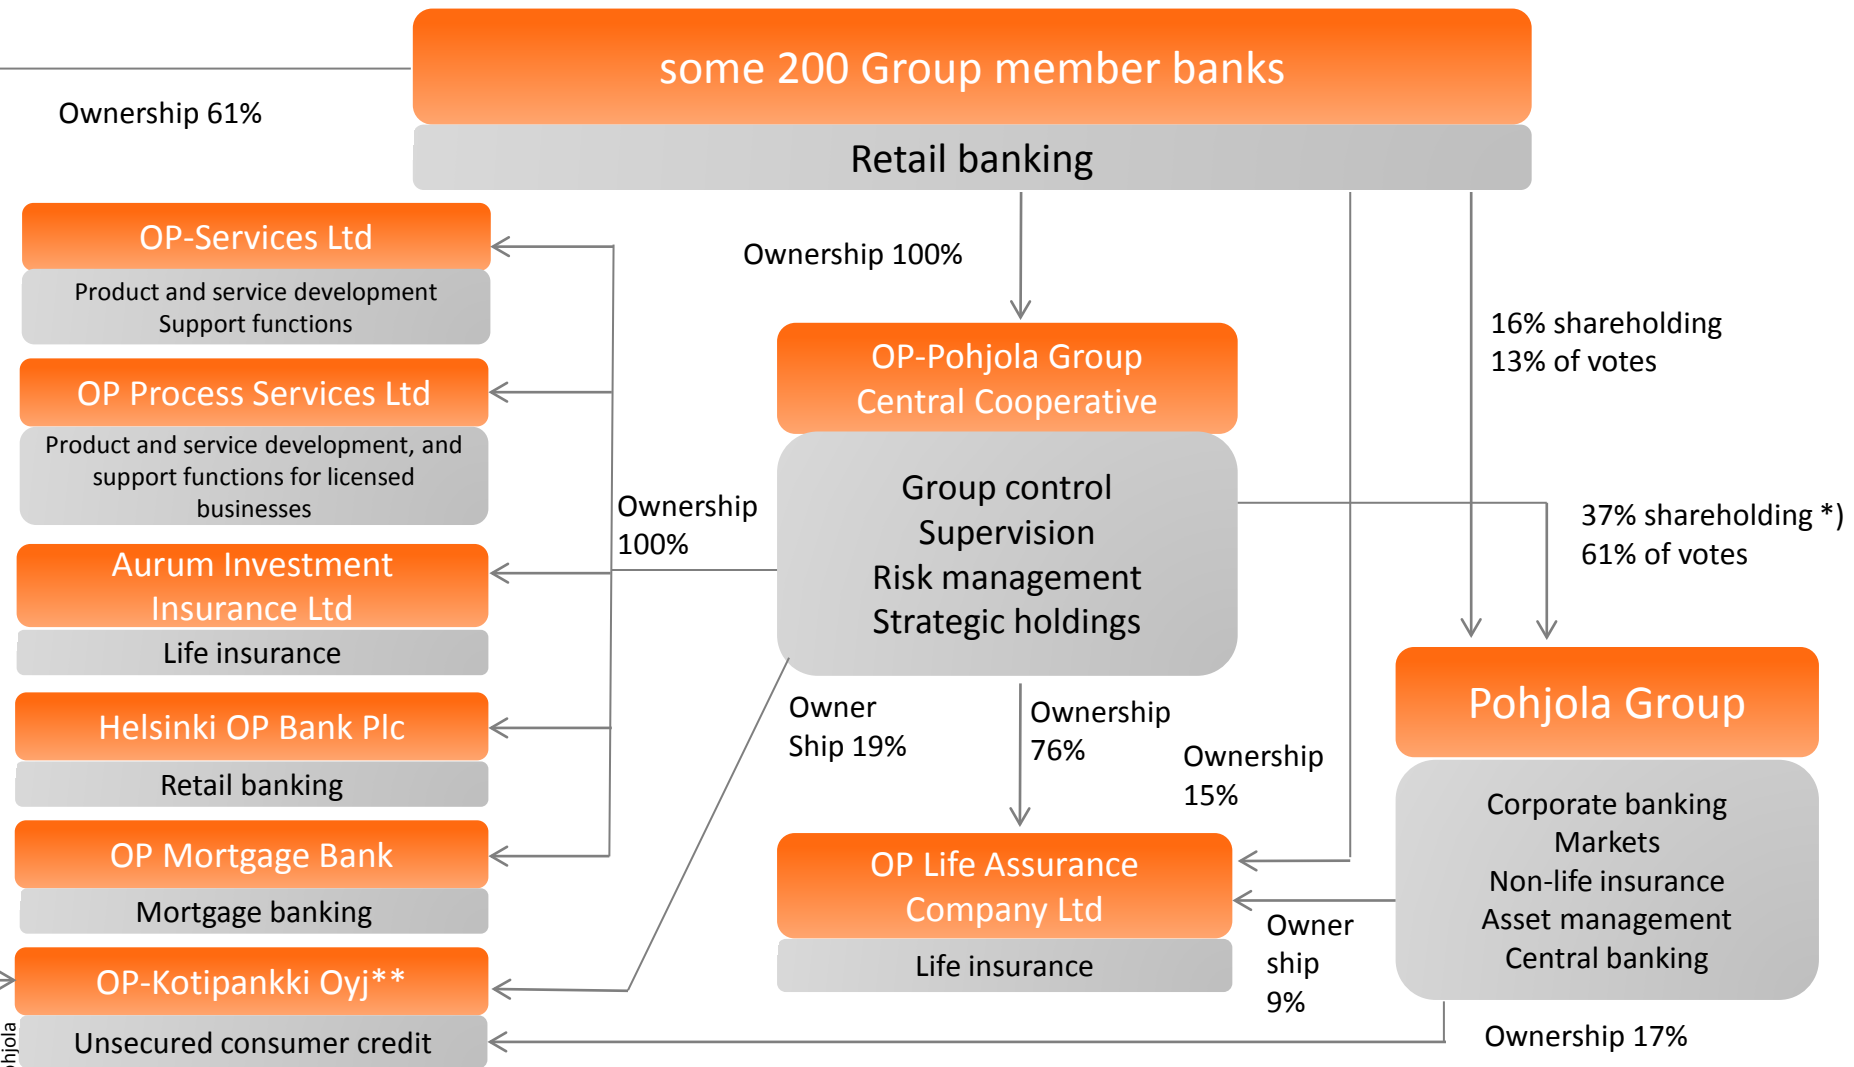 some 200 Group member banks
Ownership 61%
Retail banking
OP-Services Ltd
Product and service development
Support functions
Ownership 100%
16% shareholding
13% of votes
OP-Pohjola Group
Central Cooperative
OP Process Services Ltd
Product and service development, and
support functions for licensed
businesses
Ownership
100%
Group control
Supervision
Risk management
Strategic holdings
37% shareholding *)
61% of votes
Aurum Investment
Insurance Ltd
Life insurance
Helsinki OP Bank Plc
Retail banking
Owner
Ship 19%
Ownership
76%
Ownership
15%
Pohjola Group
Corporate banking
Markets
Non-life insurance
Asset management
Central banking
OP Mortgage Bank
Mortgage banking
OP Life Assurance
Company Ltd
Life insurance
Owner
ship
9%
OP-Kotipankki Oyj**
Unsecured consumer credit
Ownership 17%